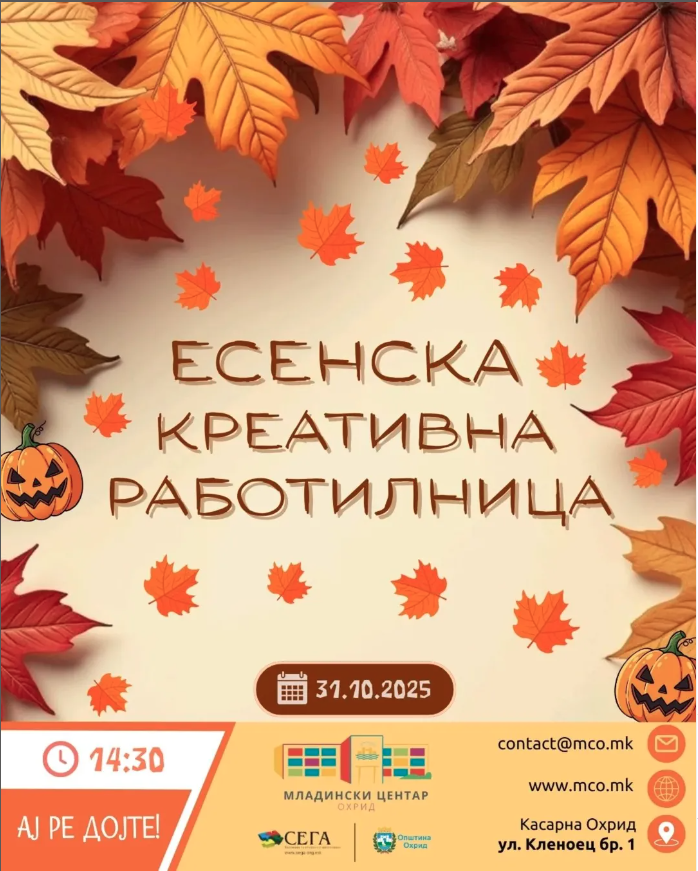 ЕСЕНСКА
КРЕАТИВНА
РАБОТИЛНИЦА
31.10.2025
14:30
АЈ РЕ ДОЈТЕ!
МЛАДИНСКИ ЦЕНТАР
ОХРИД
СЕГА
Општина
Охрид
contact@mco.mk
www.mco.mk
Касарна Охрид
ул. Кленоец бр. 1